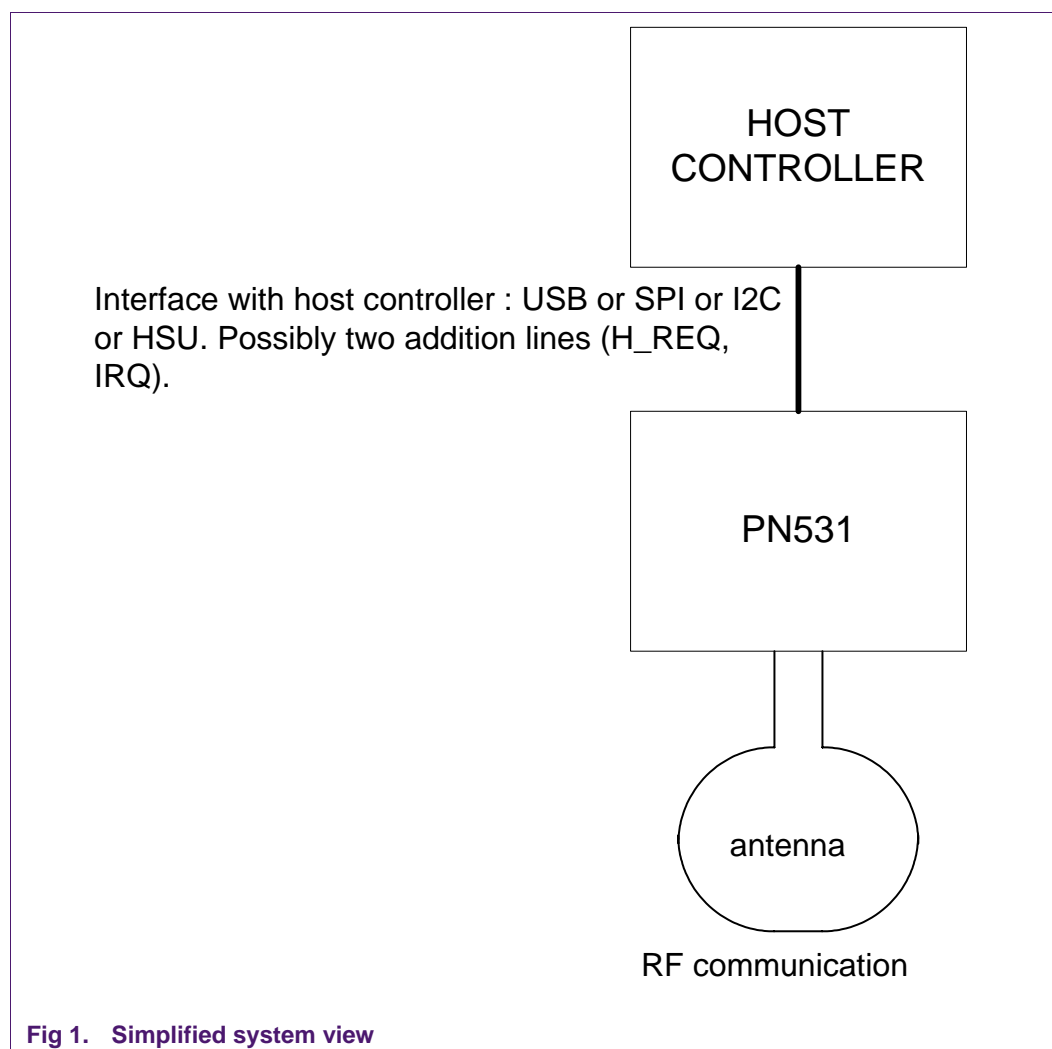 HOST
CONTROLLER
Interface with host controller : USB or SPI or I2C
or HSU. Possibly two addition lines (H_REQ,
IRQ).
PN531
antenna
RF communication
Fig 1. Simplified system view